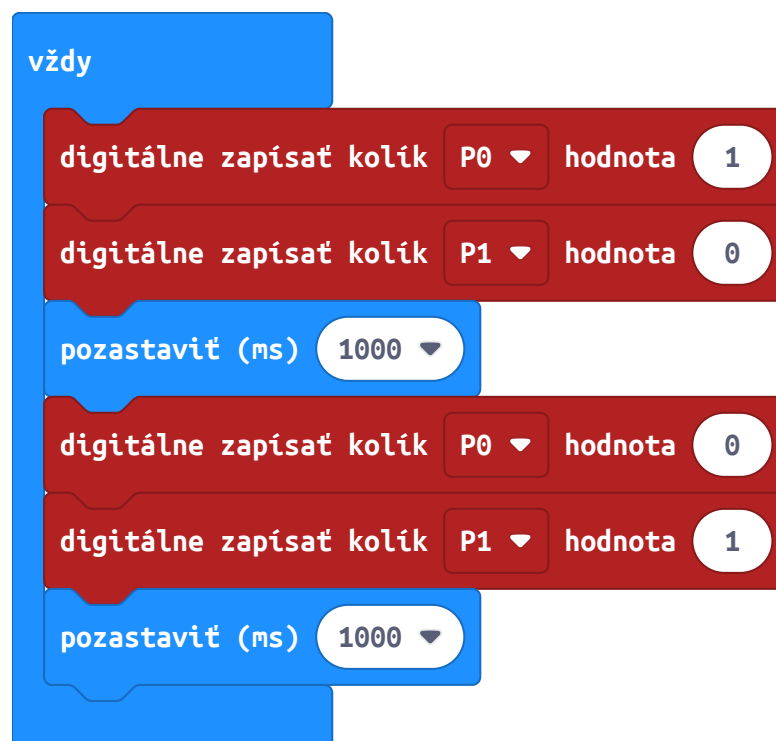 vždy
digitálne zapísať kolík P0 hodnota 1
digitálne zapísať kolík P1 hodnota 0
pozastaviť (ms) 1000
digitálne zapísať kolík P0 hodnota 0
digitálne zapísať kolík P1 hodnota 1
pozastaviť (ms) 1000